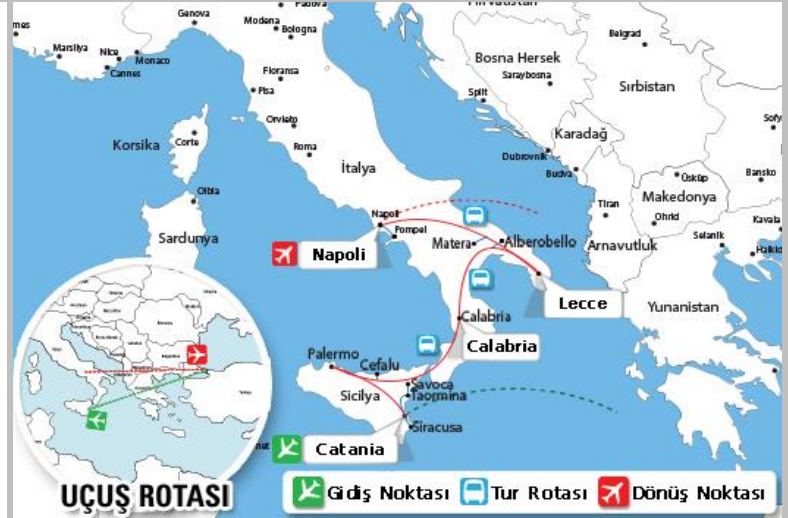 Padova
Genova
Modena
Bologna
Marsilya
Nice
Monaco
Cannes
Floransa
Pisa
Orvieto
Korsika
Corte
Roma
İtalya
Olbia
Sardunya
Belgrad
Bosna Hersek
Saraybosna
Sırbistan
Split
Karadağ
Dubrovnik
Budva
Üsküp
Bansko
Tiran
Makedonya
Ohrid
Kavala
Selanik
Arnavutluk
Yunanistan
Napoli
Pompei
Napoli
Matera
Alberobello
Lecce
Calabria
Calabria
Palermo
Cefalu
Savoca
Taormina
Sicilya
Catania
Siracusa
UÇUŞ ROTASI
Gidiş Noktası
Tur Rotası
Dönüş Noktası